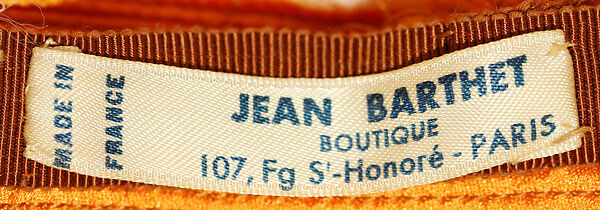 MADE IN
FRANCE
JEAN BARTHET
BOUTIQUE
107, Fg St-Honoré - PARIS